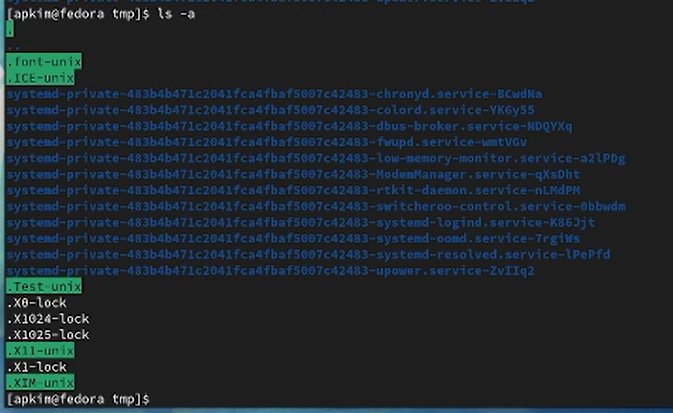 [apkim@fedora tmp]$ ls -a
.
..
.font-unix
.ICE-unix
systemd-private-483b4b471c2041fca4fbaf5007c42483-chronyd.service-BCwdNa
systemd-private-483b4b471c2041fca4fbaf5007c42483-colord.service-YK6y55
systemd-private-483b4b471c2041fca4fbaf5007c42483-dbus-broker.service-NDQYXq
systemd-private-483b4b471c2041fca4fbaf5007c42483-fwupd.service-wmtVGv
systemd-private-483b4b471c2041fca4fbaf5007c42483-low-memory-monitor.service-a2lPDg
systemd-private-483b4b471c2041fca4fbaf5007c42483-ModemManager.service-qXsDht
systemd-private-483b4b471c2041fca4fbaf5007c42483-rtkit-daemon.service-nLMdPM
systemd-private-483b4b471c2041fca4fbaf5007c42483-switcheroo-control.service-0bbwdm
systemd-private-483b4b471c2041fca4fbaf5007c42483-systemd-logind.service-K86Jjt
systemd-private-483b4b471c2041fca4fbaf5007c42483-systemd-oomd.service-7rgiWs
systemd-private-483b4b471c2041fca4fbaf5007c42483-systemd-resolved.service-lPePfd
systemd-private-483b4b471c2041fca4fbaf5007c42483-upower.service-ZvIIq2
.Test-unix
.X0-lock
.X1024-lock
.X1025-lock
.X11-unix
.X1-lock
.XIM-unix
[apkim@fedora tmp]$